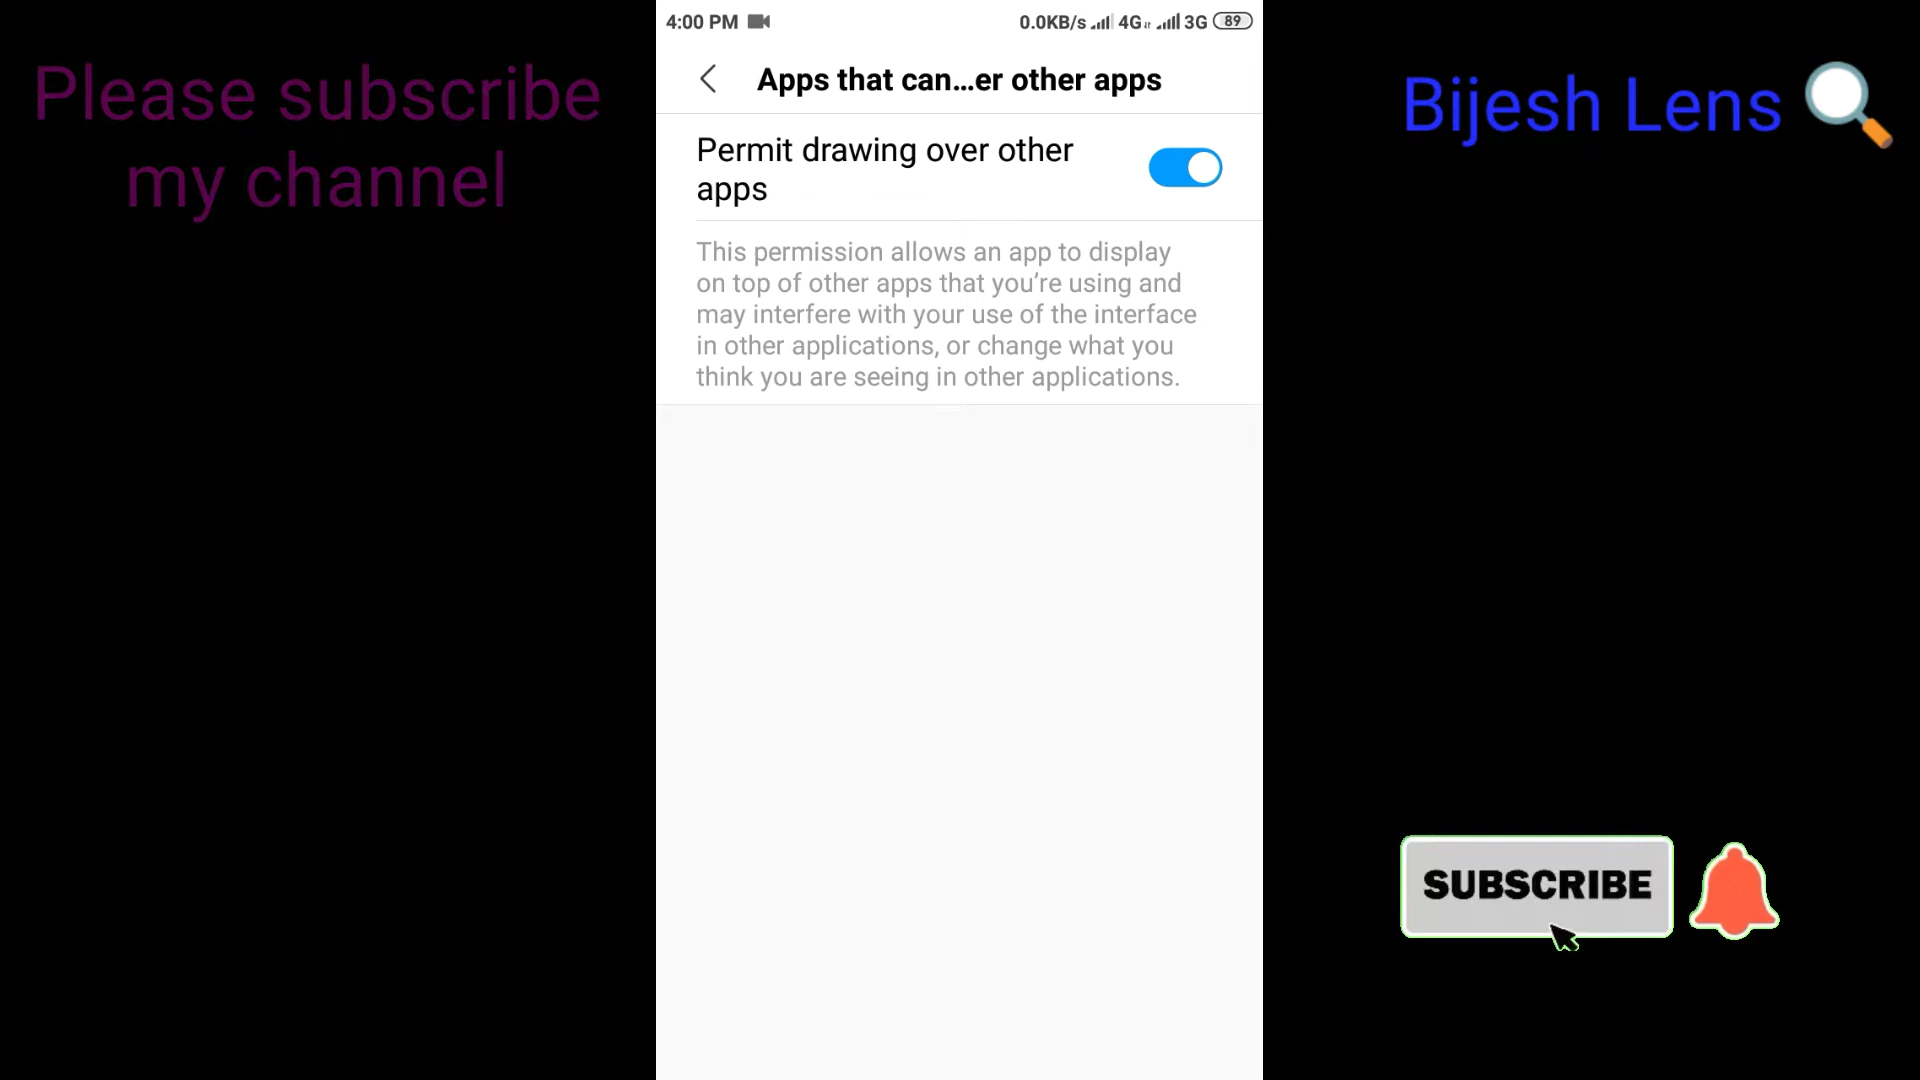 Please subscribe
my channel
4:00 PM
0.0KB/s 4G 3G 89
Apps that can...er other apps
Permit drawing over other
apps
This permission allows an app to display
on top of other apps that you’re using and
may interfere with your use of the interface
in other applications, or change what you
think you are seeing in other applications.
Bijesh Lens
SUBSCRIBE